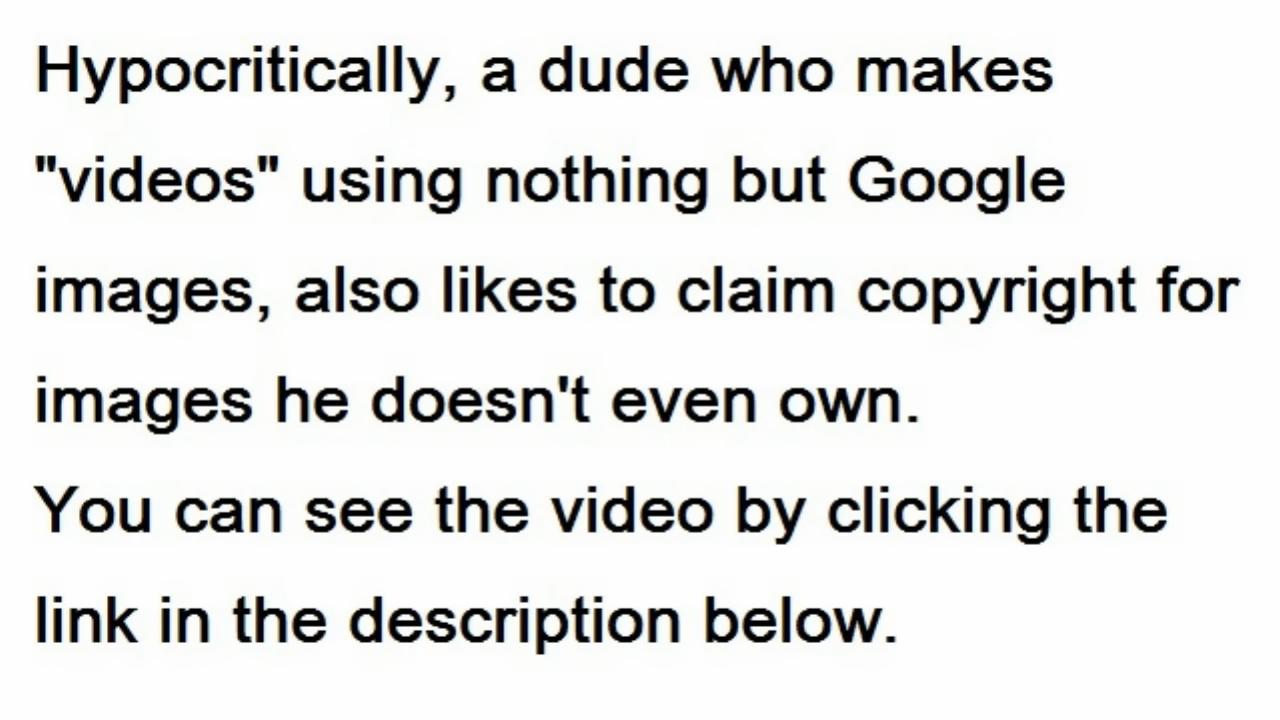 Hypocritically, a dude who makes
"videos" using nothing but Google
images, also likes to claim copyright for
images he doesn't even own.
You can see the video by clicking the
link in the description below.